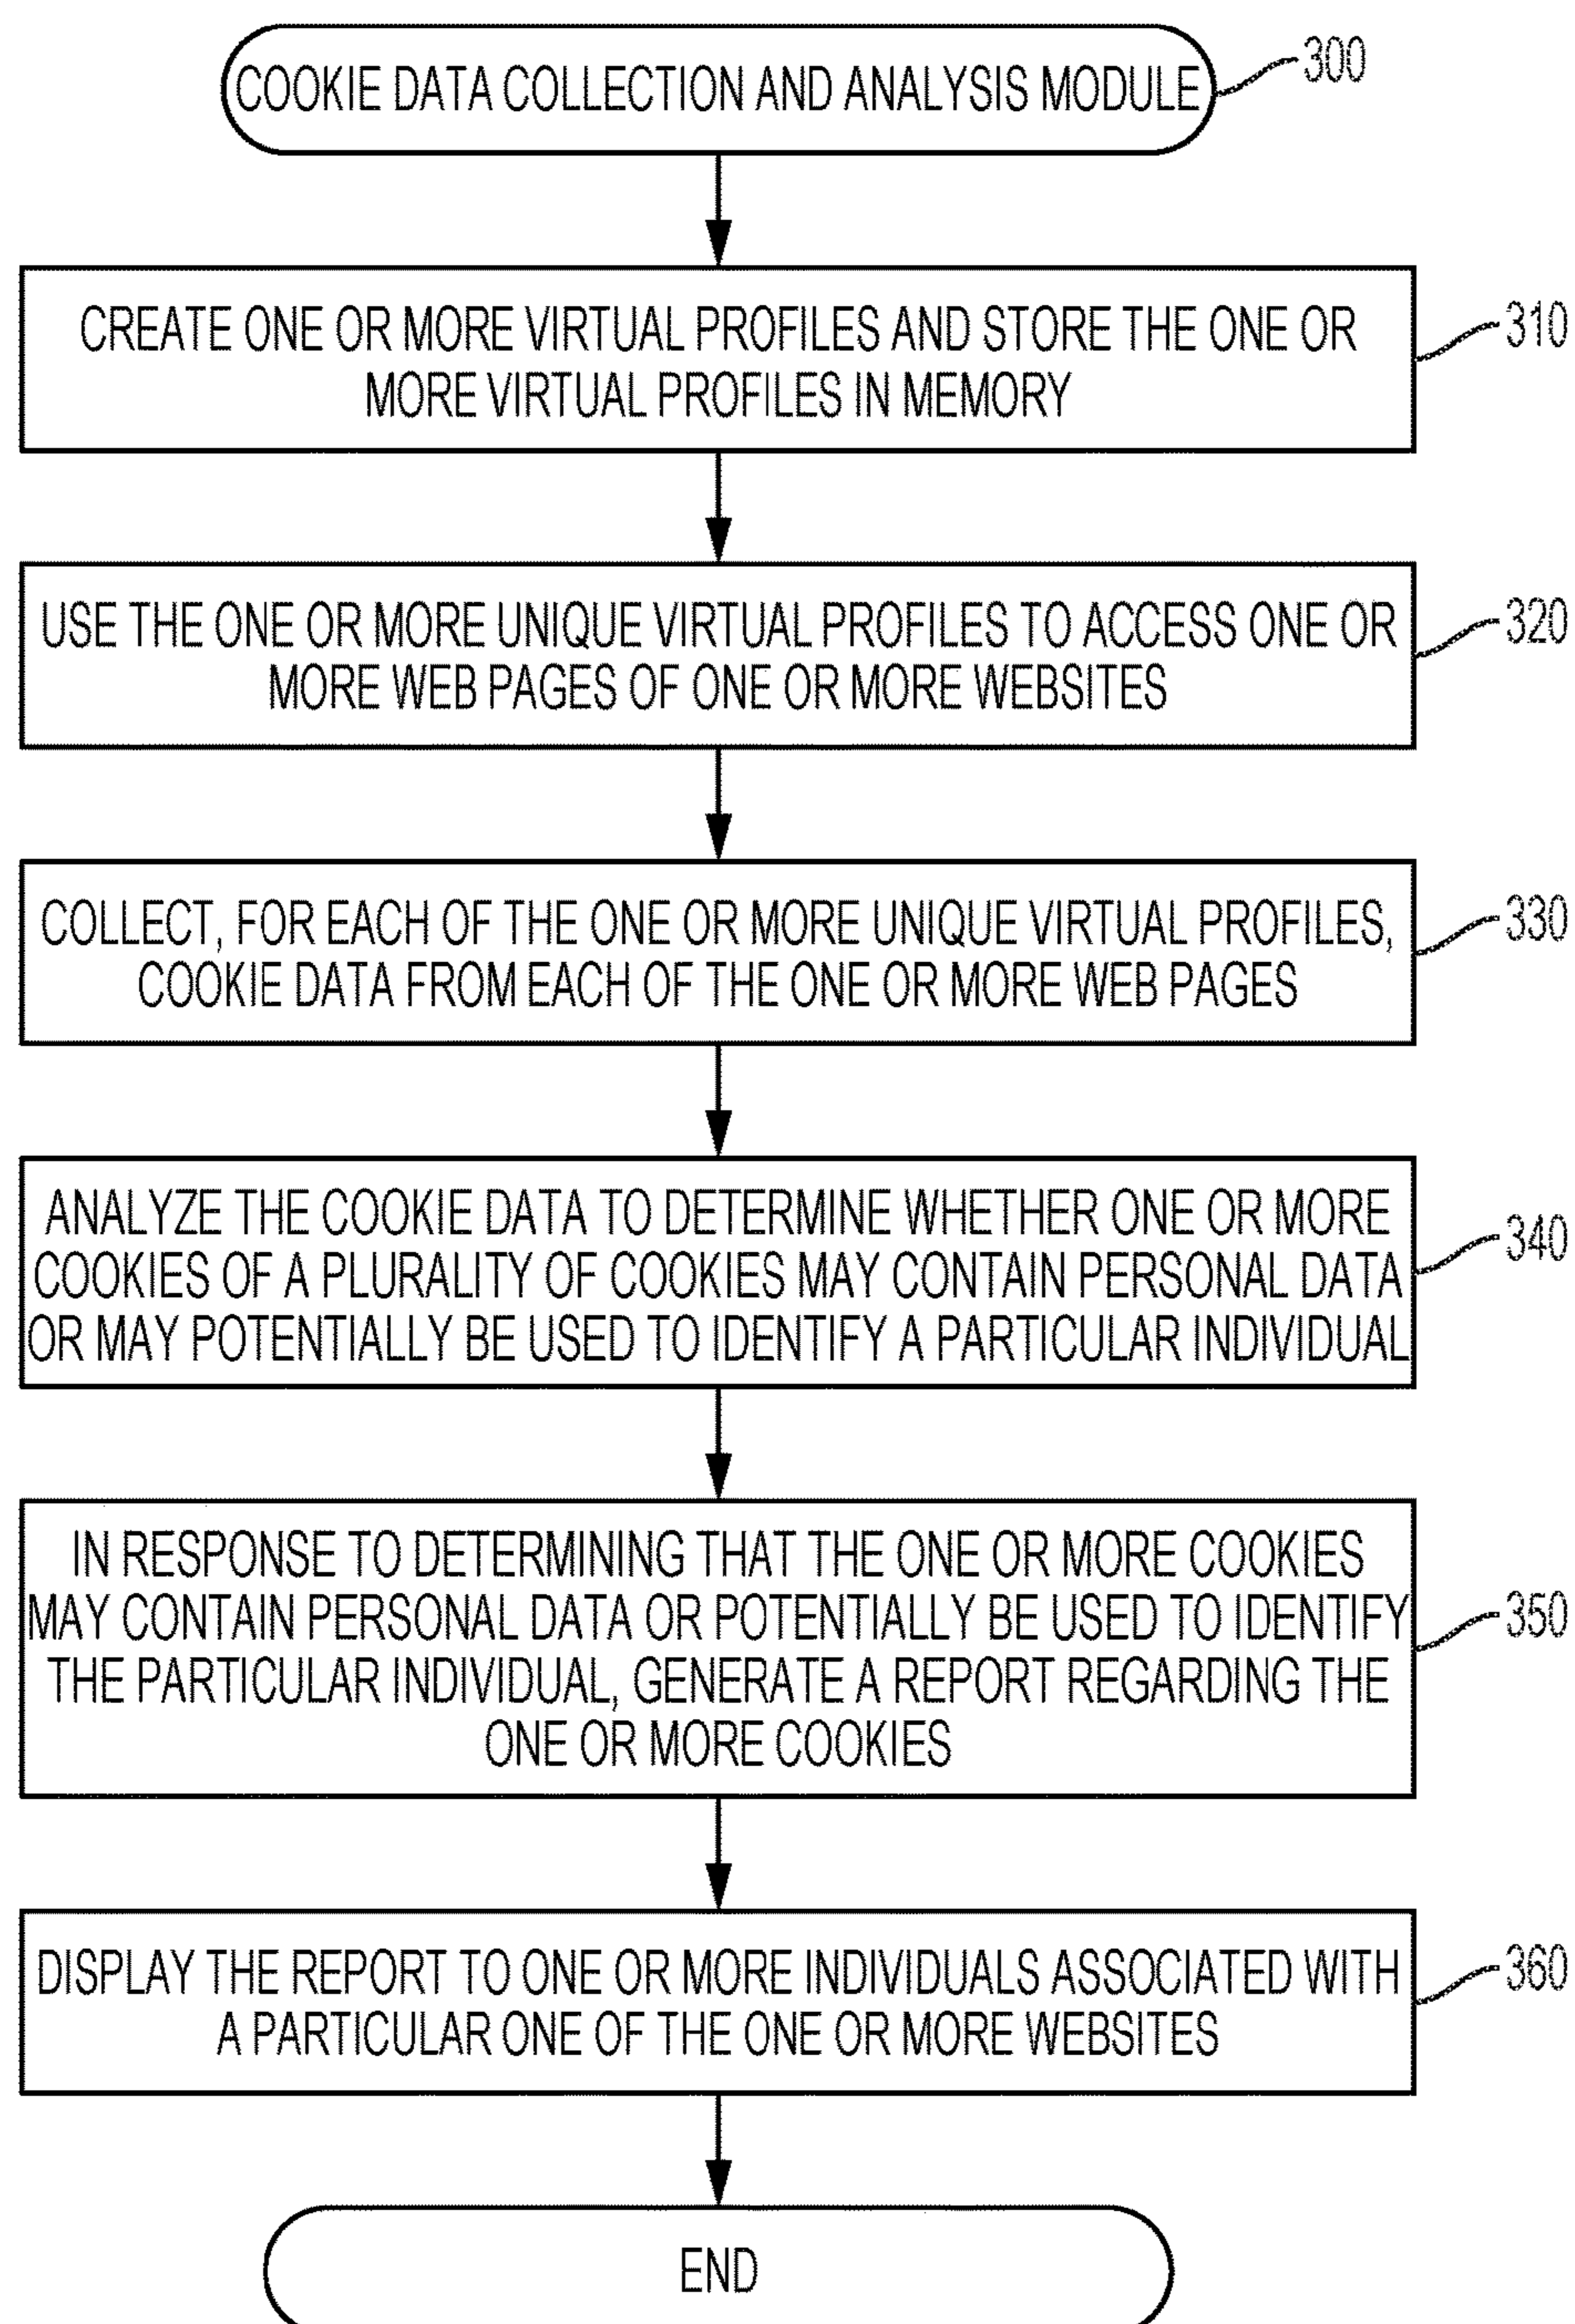 COOKIE DATA COLLECTION AND ANALYSIS MODULE
300
CREATE ONE OR MORE VIRTUAL PROFILES AND STORE THE ONE OR
MORE VIRTUAL PROFILES IN MEMORY
310
USE THE ONE OR MORE UNIQUE VIRTUAL PROFILES TO ACCESS ONE OR
MORE WEB PAGES OF ONE OR MORE WEBSITES
320
COLLECT, FOR EACH OF THE ONE OR MORE UNIQUE VIRTUAL PROFILES,
COOKIE DATA FROM EACH OF THE ONE OR MORE WEB PAGES
330
ANALYZE THE COOKIE DATA TO DETERMINE WHETHER ONE OR MORE
COOKIES OF A PLURALITY OF COOKIES MAY CONTAIN PERSONAL DATA
OR MAY POTENTIALLY BE USED TO IDENTIFY A PARTICULAR INDIVIDUAL
340
IN RESPONSE TO DETERMINING THAT THE ONE OR MORE COOKIES
MAY CONTAIN PERSONAL DATA OR POTENTIALLY BE USED TO IDENTIFY
THE PARTICULAR INDIVIDUAL, GENERATE A REPORT REGARDING THE
ONE OR MORE COOKIES
350
DISPLAY THE REPORT TO ONE OR MORE INDIVIDUALS ASSOCIATED WITH
A PARTICULAR ONE OF THE ONE OR MORE WEBSITES
360
END